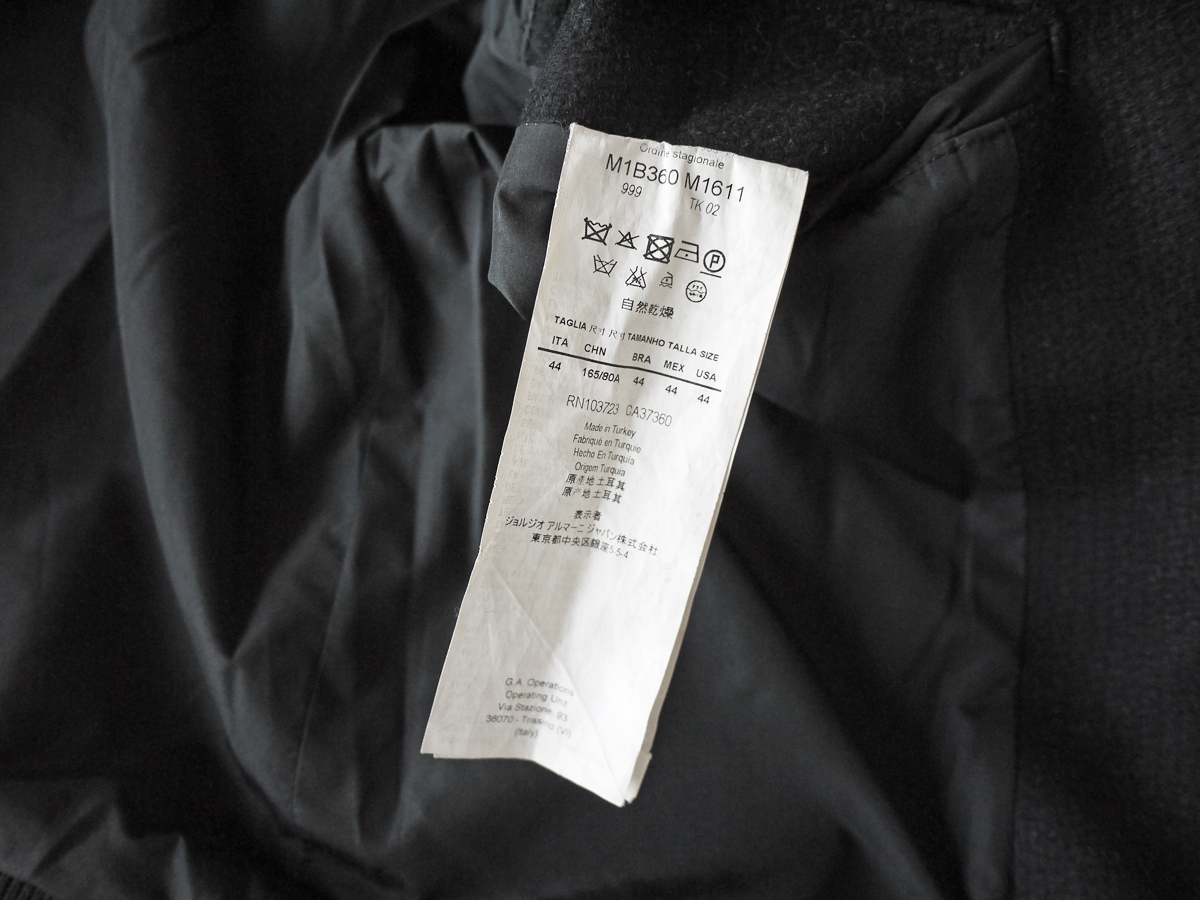 Ordine stagionale
M1B360 M1611
999 TK 02
P
自然乾燥
TAGLIA 尺寸 尺寸 TAMANHO TALLA SIZE
ITA CHN BRA MEX USA
44 165/80A 44 44 44
RN103723 CA37360
Made in Turkey
Fabriqué en Turquie
Hecho En Turquía
Origem Turquia
原產地土耳其
原产地土耳其
表示者
ジョルジオ アルマーニ ジャパン株式会社
東京都中央区銀座5.5-4
G.A. Operations
Operating Unit
Via Stazione, 93
36070 - Trissino (VI)
(Italy)